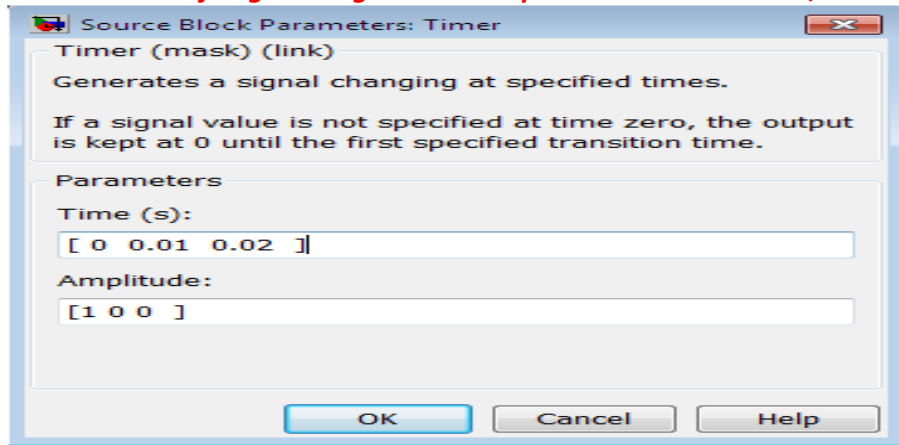 Source Block Parameters: Timer
Timer (mask) (link)
Generates a signal changing at specified times.
If a signal value is not specified at time zero, the output
is kept at 0 until the first specified transition time.
Parameters
Time (s):
[ 0 0.01 0.02 ]
Amplitude:
[1 0 0 ]
OK Cancel Help